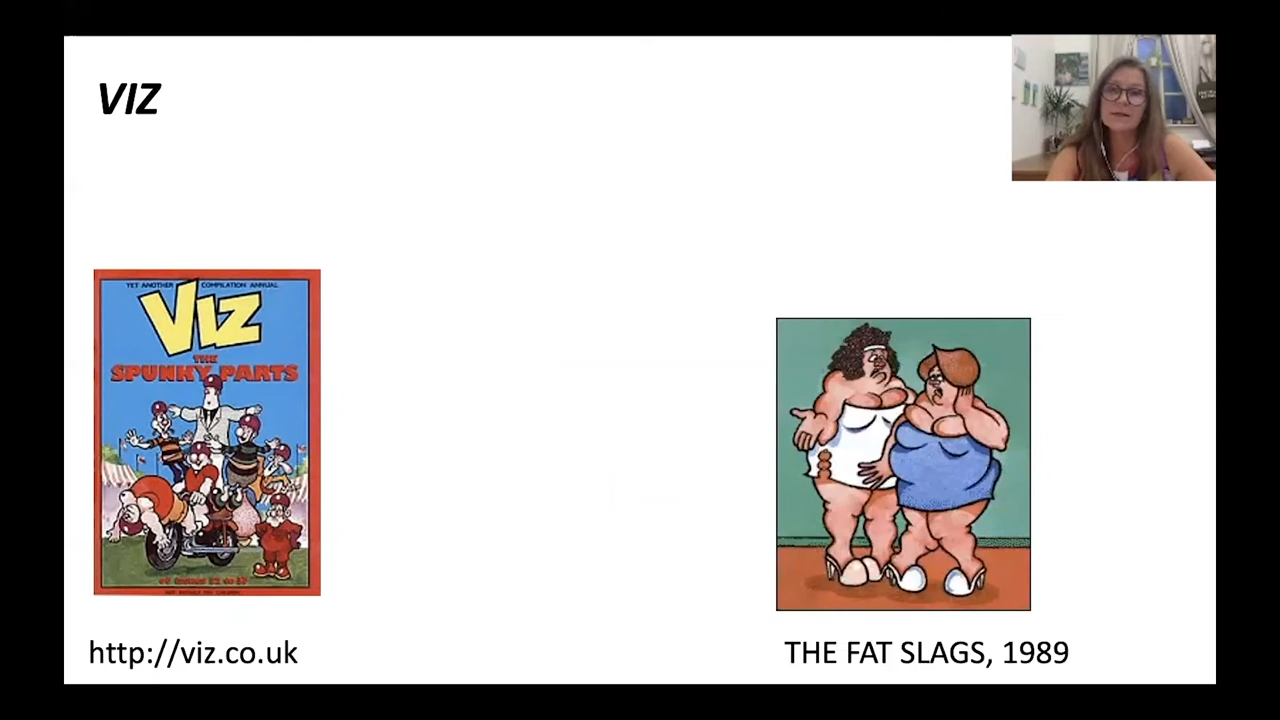 VIZ
YET ANOTHER COMPILATION ANNUAL
VIZ
THE
SPUNKY PARTS
http://viz.co.uk
THE FAT SLAGS, 1989